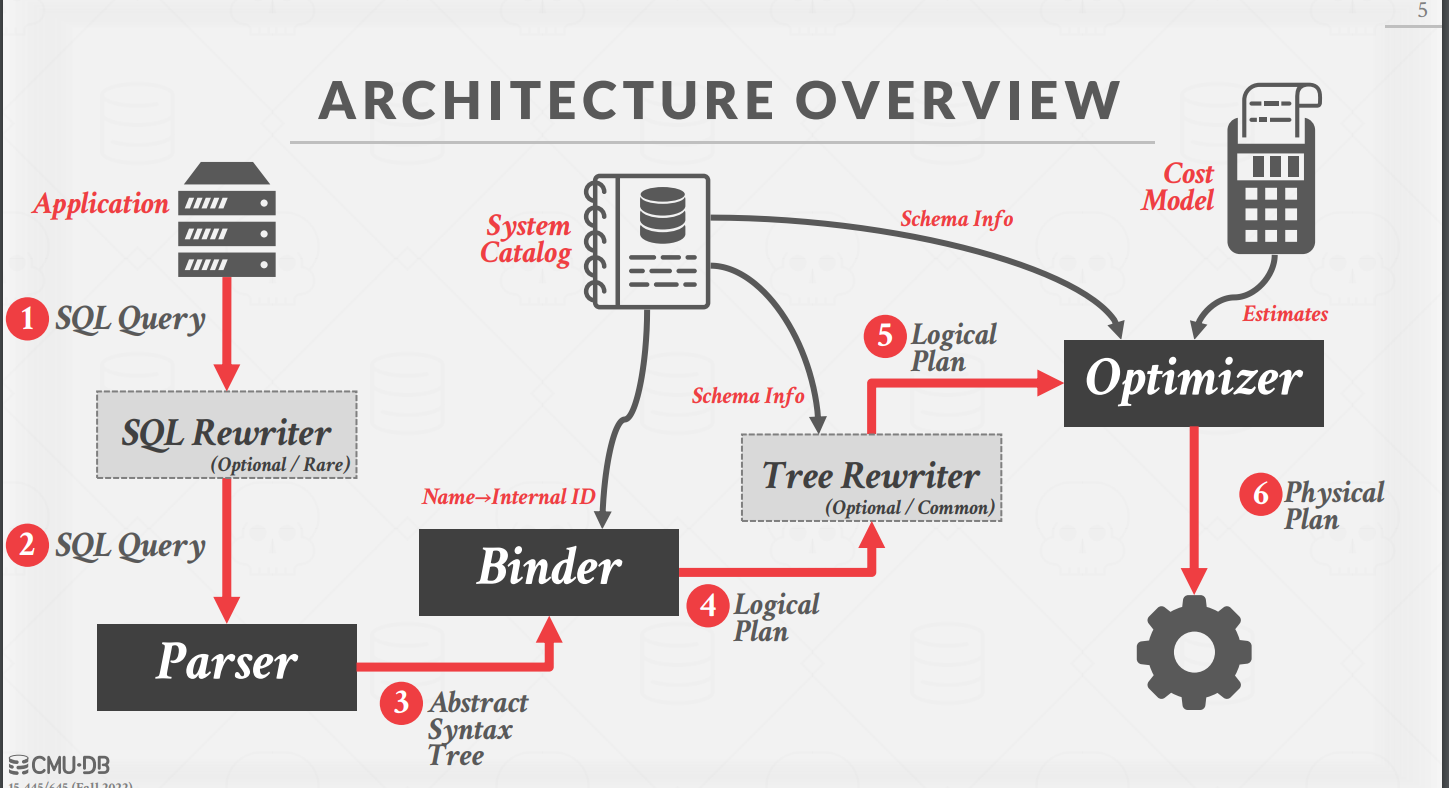 5
ARCHITECTURE OVERVIEW
Application
System
Catalog
Cost
Model
Schema Info
1 SQL Query
Estimates
5 Logical
Plan
Optimizer
Schema Info
SQL Rewriter
(Optional / Rare)
Tree Rewriter
(Optional / Common)
Name→Internal ID
6 Physical
Plan
2 SQL Query
Binder
4 Logical
Plan
Parser
3 Abstract
Syntax
Tree
CMU·DB
15-445/645 (Fall 2022)